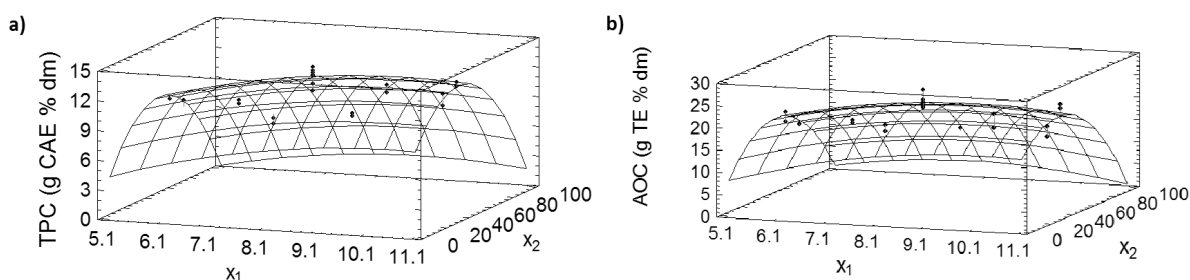 a)
TPC (g CAE % dm)
15
12
9
6
3
0
5.1 6.1 7.1 8.1 9.1 10.1 11.1
x1
0 20 40 60 80 100
x2
b)
AOC (g TE % dm)
30
25
20
15
10
5
0
5.1 6.1 7.1 8.1 9.1 10.1 11.1
x1
0 20 40 60 80 100
x2